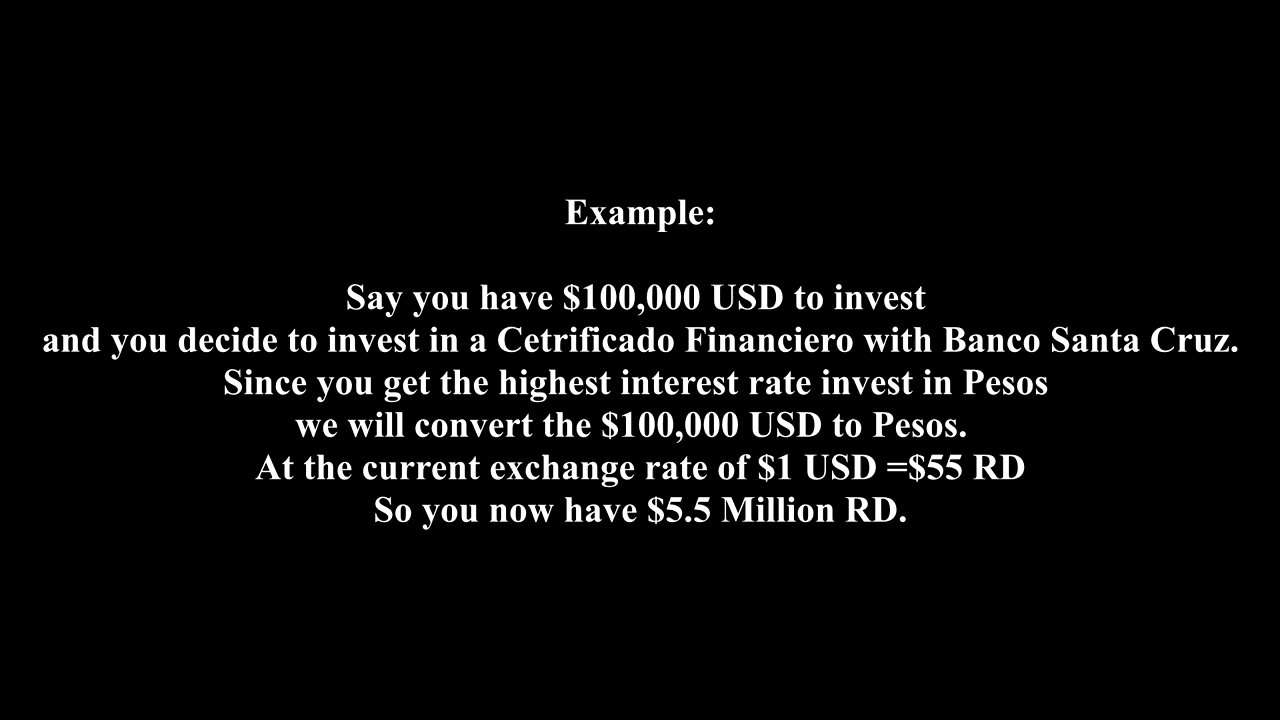 Example:
Say you have $100,000 USD to invest
and you decide to invest in a Cetrificado Financiero with Banco Santa Cruz.
Since you get the highest interest rate invest in Pesos
we will convert the $100,000 USD to Pesos.
At the current exchange rate of $1 USD =$55 RD
So you now have $5.5 Million RD.